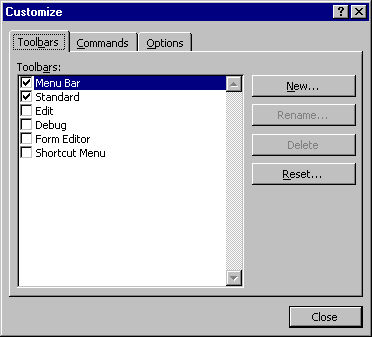 Customize
Toolbars Commands Options
Toolbars:
Menu Bar
Standard
Edit
Debug
Form Editor
Shortcut Menu
New...
Rename...
Delete
Reset...
Close